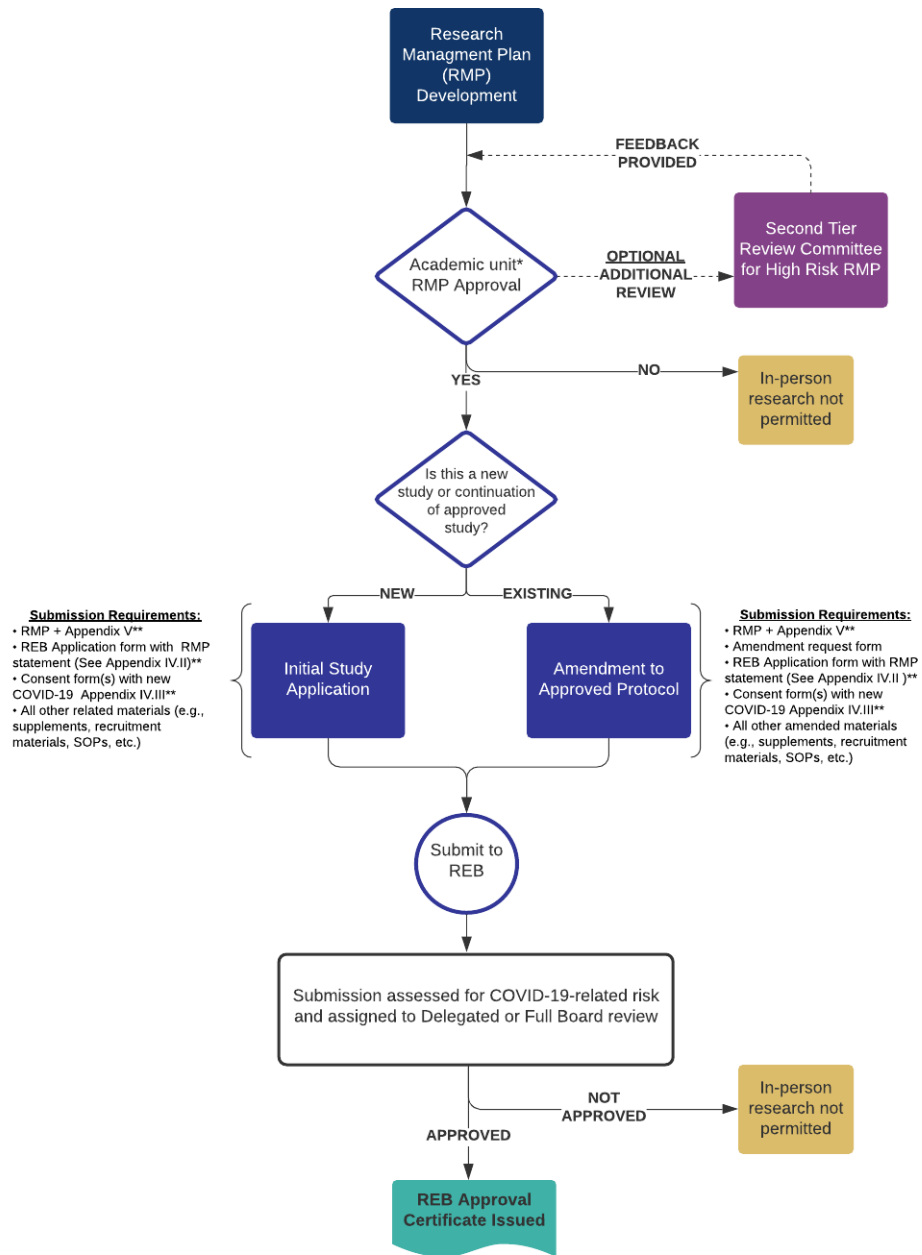 Research
Managment Plan
(RMP)
Development
FEEDBACK
PROVIDED
Second Tier
Review Committee
for High Risk RMP
Academic unit*
RMP Approval
OPTIONAL
ADDITIONAL
REVIEW
YES
NO
In-person
research not
permitted
Is this a new
study or continuation
of approved
study?
NEW
EXISTING
Submission Requirements:
• RMP + Appendix V**
• REB Application form with RMP
statement (See Appendix IV.II)**
• Consent form(s) with new
COVID-19 Appendix IV.III**
• All other related materials (e.g.,
supplements, recruitment
materials, SOPs, etc.)
Initial Study
Application
Amendment to
Approved Protocol
Submission Requirements:
• RMP + Appendix V**
• Amendment request form
• REB Application form with RMP
statement (See Appendix IV.II )**
• Consent form(s) with new
COVID-19 Appendix IV.III**
• All other amended materials
(e.g., supplements, recruitment
materials, SOPs, etc.)
Submit to
REB
Submission assessed for COVID-19-related risk
and assigned to Delegated or Full Board review
NOT
APPROVED
In-person
research not
permitted
APPROVED
REB Approval
Certificate Issued